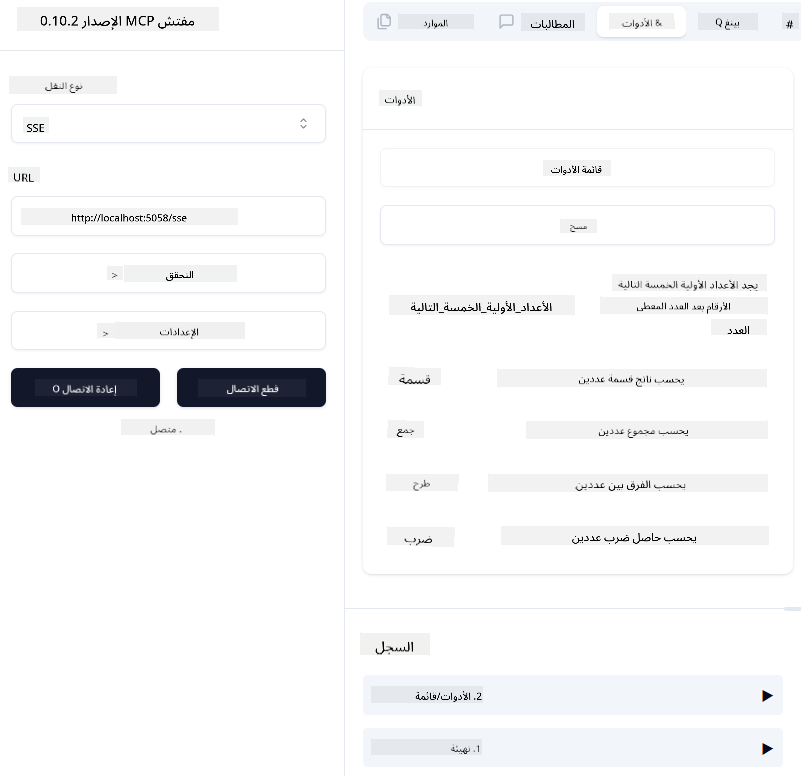 مفتش MCP الإصدار 0.10.2
نوع النقل
SSE
URL
http://localhost:5058/sse
> التحقق
> الإعدادات
إعادة الاتصال O
قطع الاتصال
. متصل
الموارد
المطالبات
& الأدوات
بينغ Q
#
الأدوات
قائمة الأدوات
مسح
الأعداد_الأولية_الخمسة_التالية
يجد الأعداد الأولية الخمسة التالية
الأرقام بعد العدد المعطى
العدد
قسمة
يحسب ناتج قسمة عددين
جمع
يحسب مجموع عددين
طرح
يحسب الفرق بين عددين
ضرب
يحسب حاصل ضرب عددين
السجل
2. الأدوات/قائمة
1. تهيئة